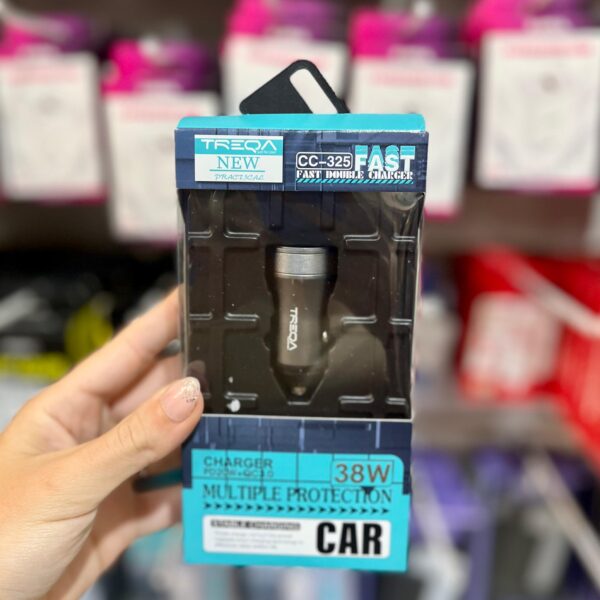 TREQA
NEW
PRACTICAL
CC-325 FAST
FAST DOUBLE CHARGER
TREQA
CHARGER
PD20W+QC3.0
38W
MULTIPLE PROTECTION
STABLE CHARGING
CAR